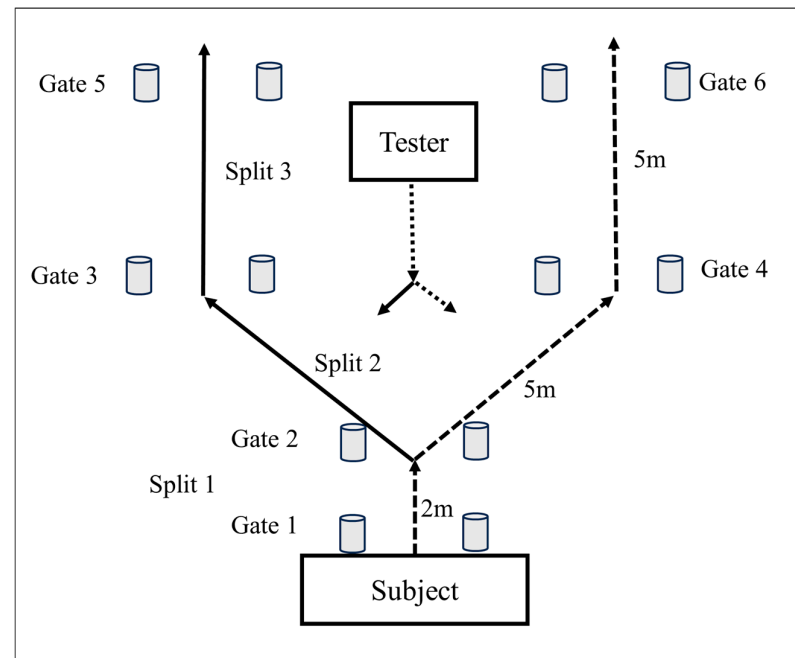 Gate 5
Gate 6
Tester
5m
Split 3
Gate 3
Gate 4
Split 2
5m
Gate 2
Split 1
2m
Gate 1
Subject